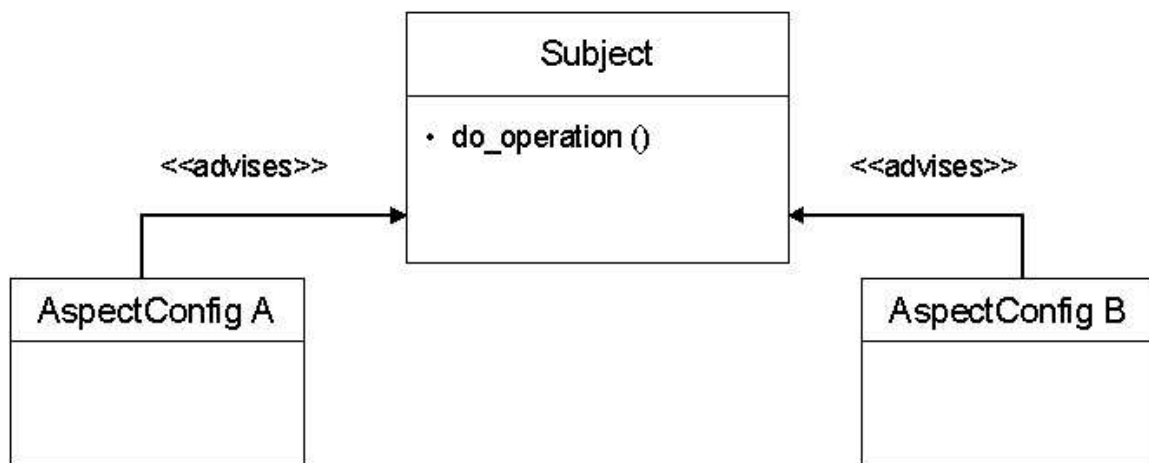 Subject
• do_operation ()
<<advises>>
<<advises>>
AspectConfig A
AspectConfig B